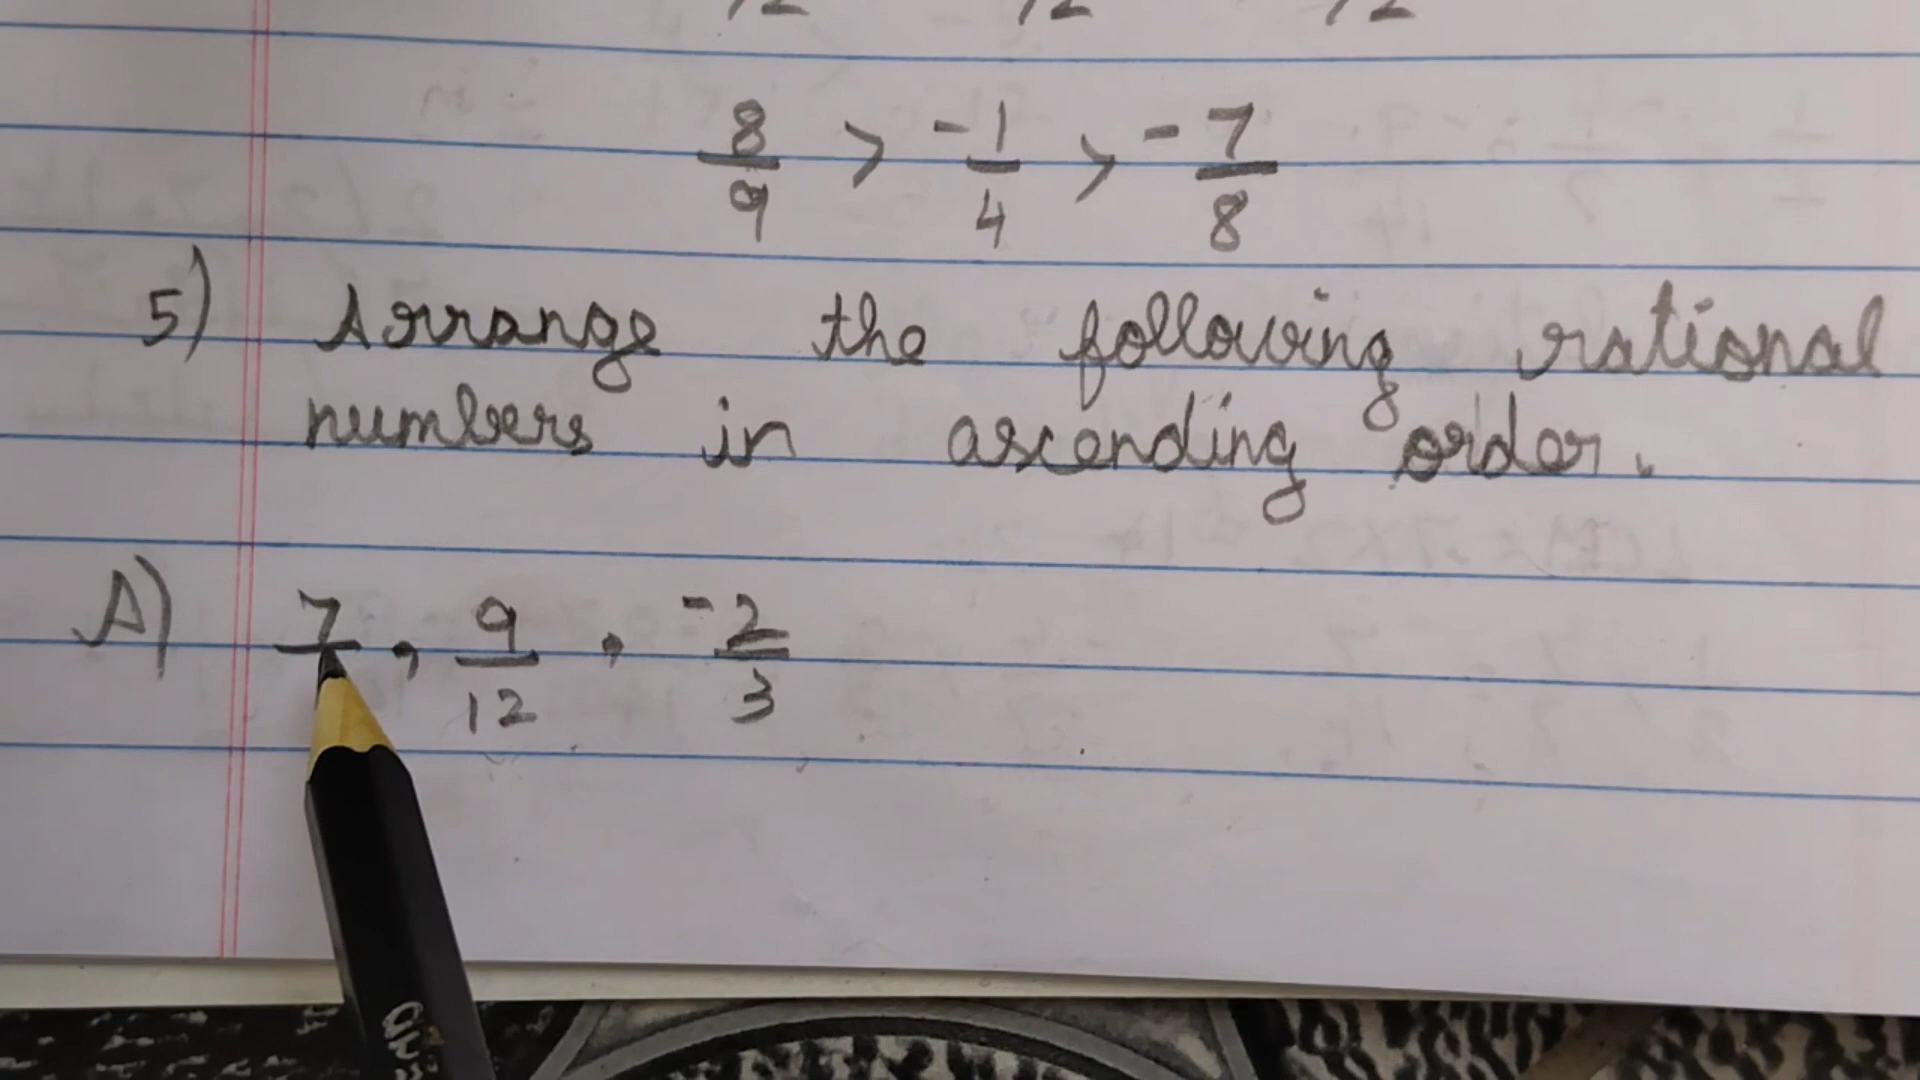 8/9 > -1/4 > -7/8
5) Arrange the following rational
numbers in ascending order.
A) 7/ , 9/12 , -2/3